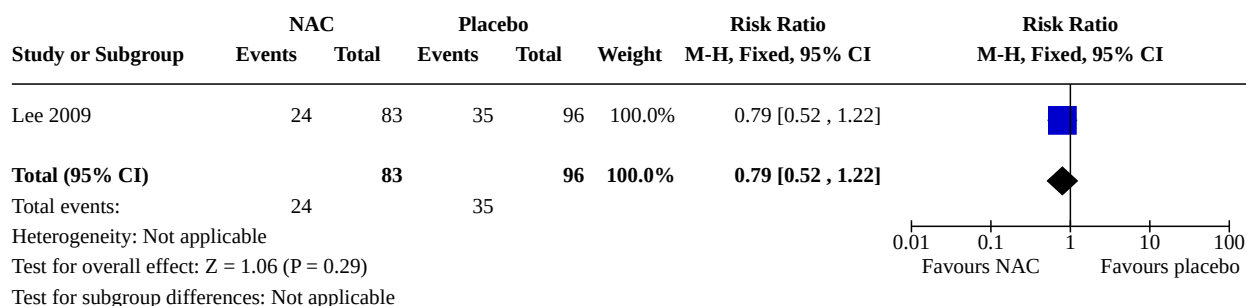 NAC Placebo Risk Ratio Risk Ratio
Study or Subgroup Events Total Events Total Weight M-H, Fixed, 95% CI M-H, Fixed, 95% CI
Lee 2009 24 83 35 96 100.0% 0.79 [0.52 , 1.22]
Total (95% CI) 83 96 100.0% 0.79 [0.52 , 1.22]
Total events: 24 35
Heterogeneity: Not applicable
0.01 0.1 1 10 100
Test for overall effect: Z = 1.06 (P = 0.29) Favours NAC Favours placebo
Test for subgroup differences: Not applicable